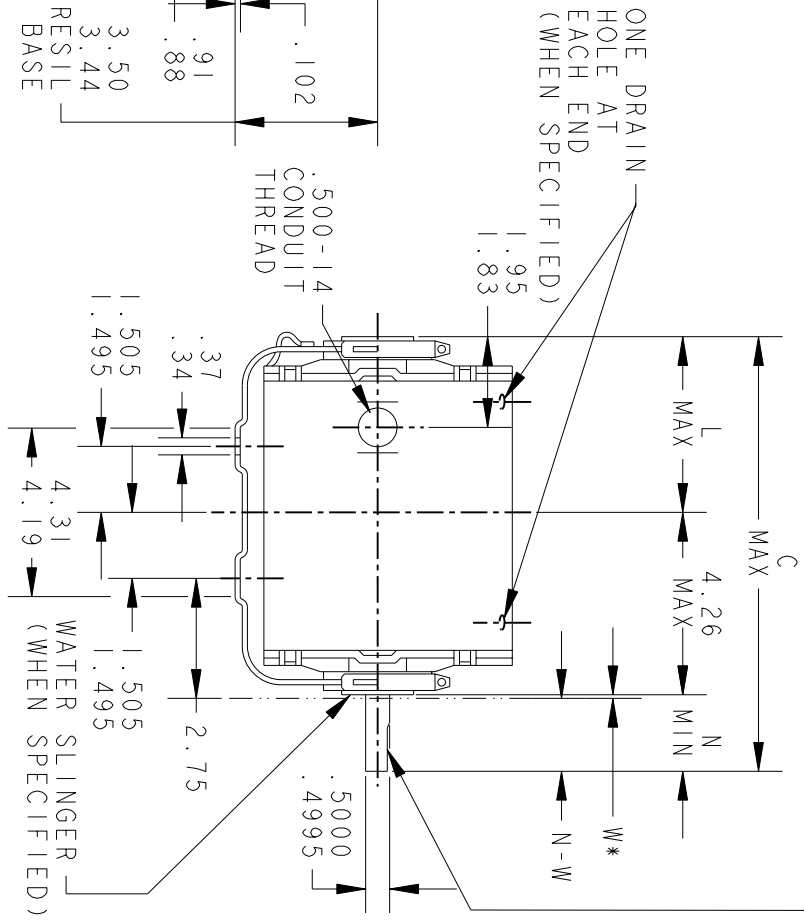 ONE DRAIN
HOLE AT
EACH END
(WHEN SPECIFIED)
C
MAX
L
MAX
4.26
MAX
N
MIN
W*
N-W
1.95
1.83
.102
.91
.88
3.50
3.44
RESIL
BASE
.500-14
CONDUIT
THREAD
.37
.34
1.505
1.495
4.31
4.19
1.505
1.495
2.75
.5000
.4995
WATER SLINGER
(WHEN SPECIFIED)